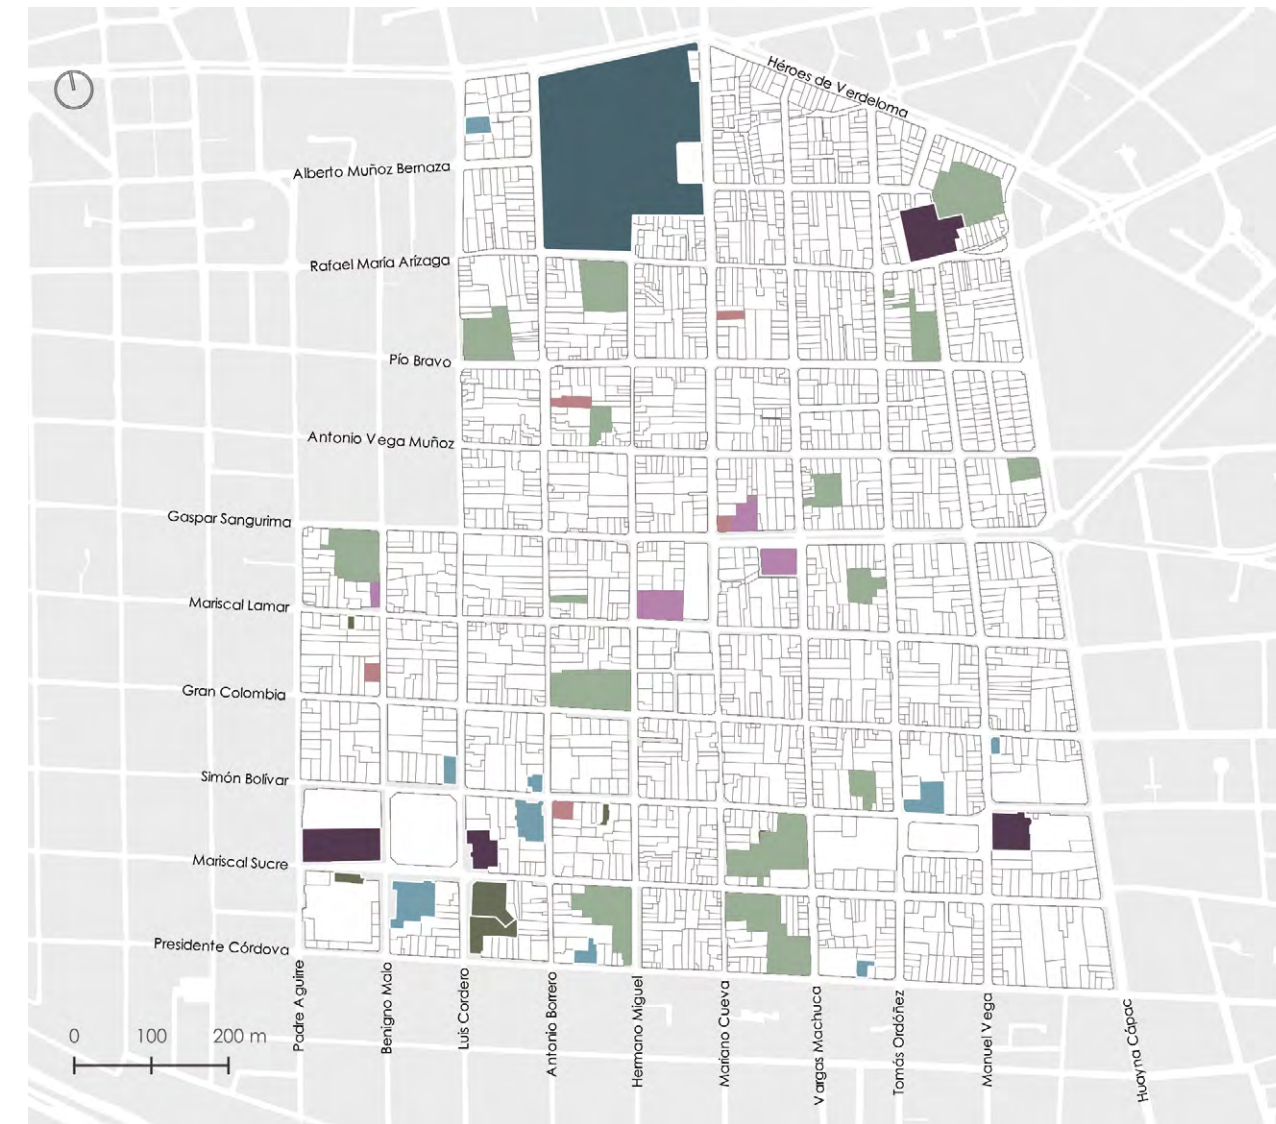 Héroes de Verdeloma
Alberto Muñoz Bernaza
Rafael María Arízaga
Pío Bravo
Antonio Vega Muñoz
Gaspar Sangurima
Mariscal Lamar
Gran Colombia
Simón Bolívar
Mariscal Sucre
Presidente Córdova
Padre Aguirre
Benigno Malo
Luis Cordero
Antonio Borrero
Hermano Miguel
Mariano Cueva
Vargas Machuca
Tomás Ordóñez
Manuel Vega
Huayna Cápac
0 100 200 m